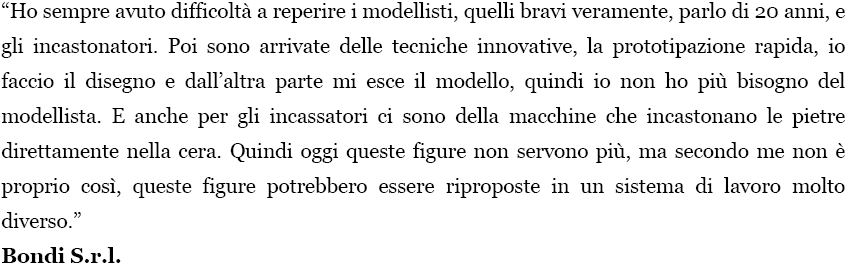 “Ho sempre avuto difficoltà a reperire i modellisti, quelli bravi veramente, parlo di 20 anni, e
gli incastonatori. Poi sono arrivate delle tecniche innovative, la prototipazione rapida, io
faccio il disegno e dall’altra parte mi esce il modello, quindi io non ho più bisogno del
modellista. E anche per gli incassatori ci sono della macchine che incastonano le pietre
direttamente nella cera. Quindi oggi queste figure non servono più, ma secondo me non è
proprio così, queste figure potrebbero essere riproposte in un sistema di lavoro molto
diverso.”
Bondi S.r.l.